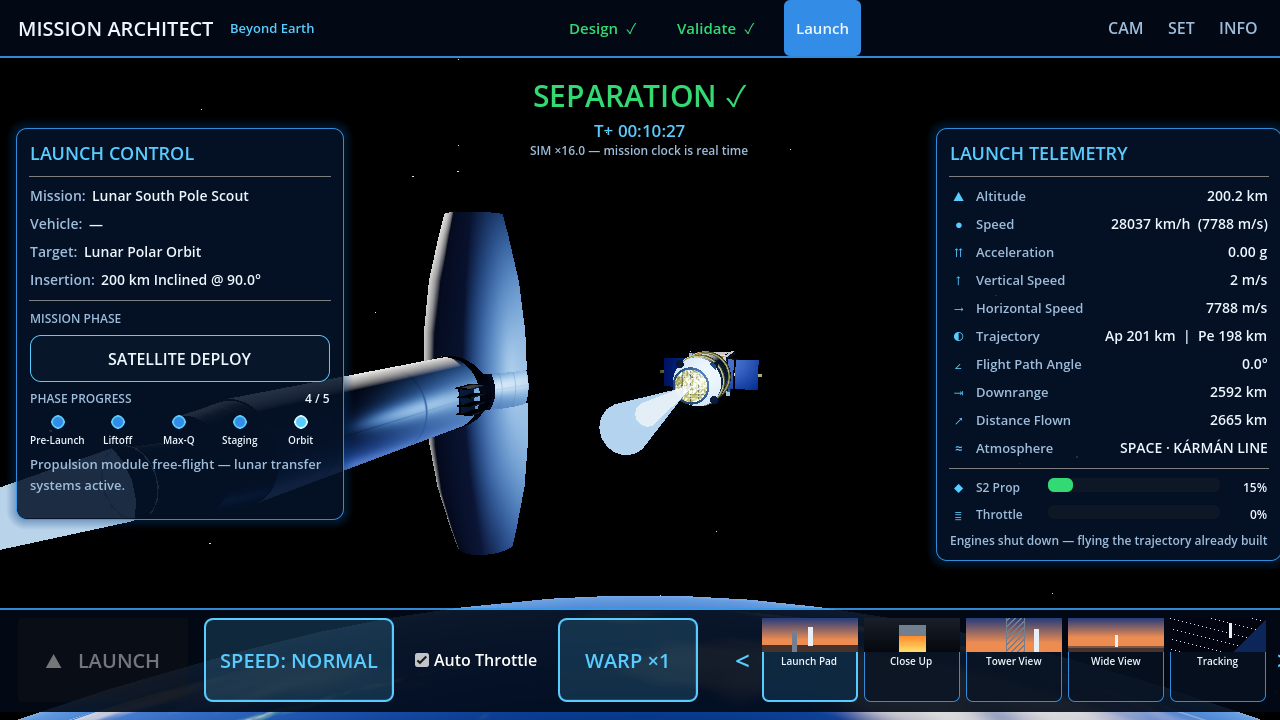 MISSION ARCHITECT Beyond Earth Design ✓ Validate ✓ Launch CAM SET INFO
SEPARATION ✓
T+ 00:10:27
SIM ×16.0 — mission clock is real time
LAUNCH CONTROL
Mission: Lunar South Pole Scout
Vehicle: —
Target: Lunar Polar Orbit
Insertion: 200 km Inclined @ 90.0°
MISSION PHASE
SATELLITE DEPLOY
PHASE PROGRESS 4 / 5
Pre-Launch Liftoff Max-Q Staging Orbit
Propulsion module free-flight — lunar transfer
systems active.
LAUNCH TELEMETRY
▲ Altitude 200.2 km
● Speed 28037 km/h (7788 m/s)
⇈ Acceleration 0.00 g
↑ Vertical Speed 2 m/s
→ Horizontal Speed 7788 m/s
◐ Trajectory Ap 201 km | Pe 198 km
∠ Flight Path Angle 0.0°
⇥ Downrange 2592 km
↗ Distance Flown 2665 km
≈ Atmosphere SPACE · KÁRMÁN LINE
◆ S2 Prop 15%
≣ Throttle 0%
Engines shut down — flying the trajectory already built
▲ LAUNCH SPEED: NORMAL Auto Throttle WARP ×1 < Launch Pad Close Up Tower View Wide View Tracking